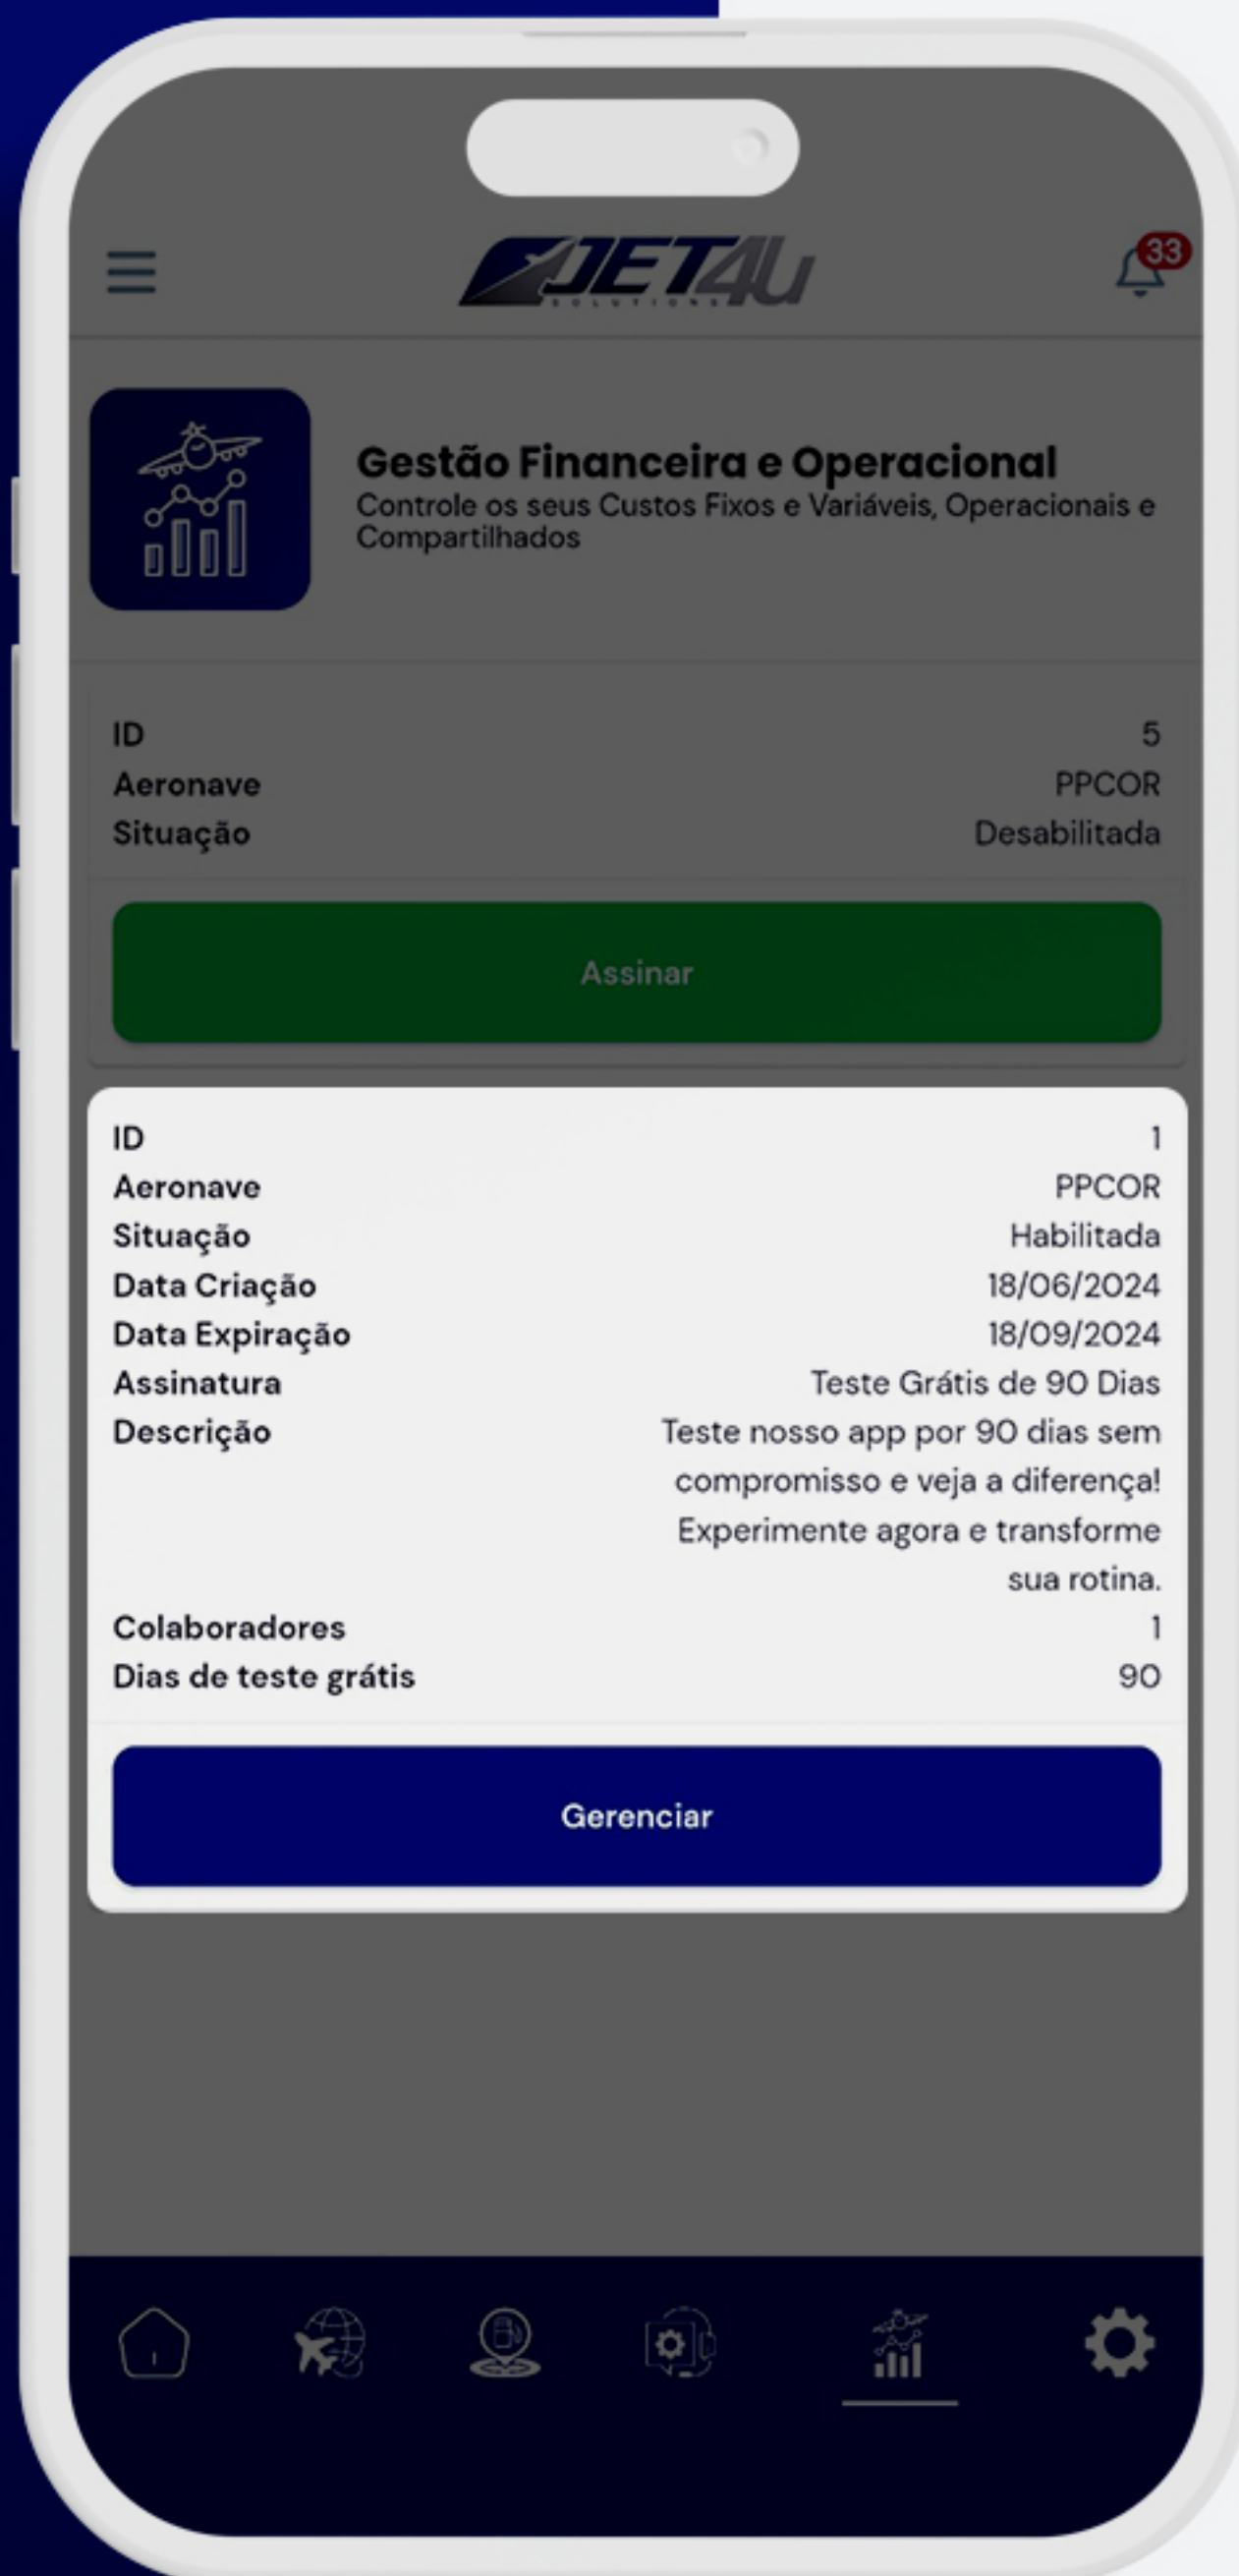 JET4U
SOLUTIONS
33
Gestão Financeira e Operacional
Controle os seus Custos Fixos e Variáveis, Operacionais e
Compartilhados
ID 5
Aeronave PPCOR
Situação Desabilitada
Assinar
ID 1
Aeronave PPCOR
Situação Habilitada
Data Criação 18/06/2024
Data Expiração 18/09/2024
Assinatura Teste Grátis de 90 Dias
Descrição Teste nosso app por 90 dias sem
compromisso e veja a diferença!
Experimente agora e transforme
sua rotina.
Colaboradores 1
Dias de teste grátis 90
Gerenciar